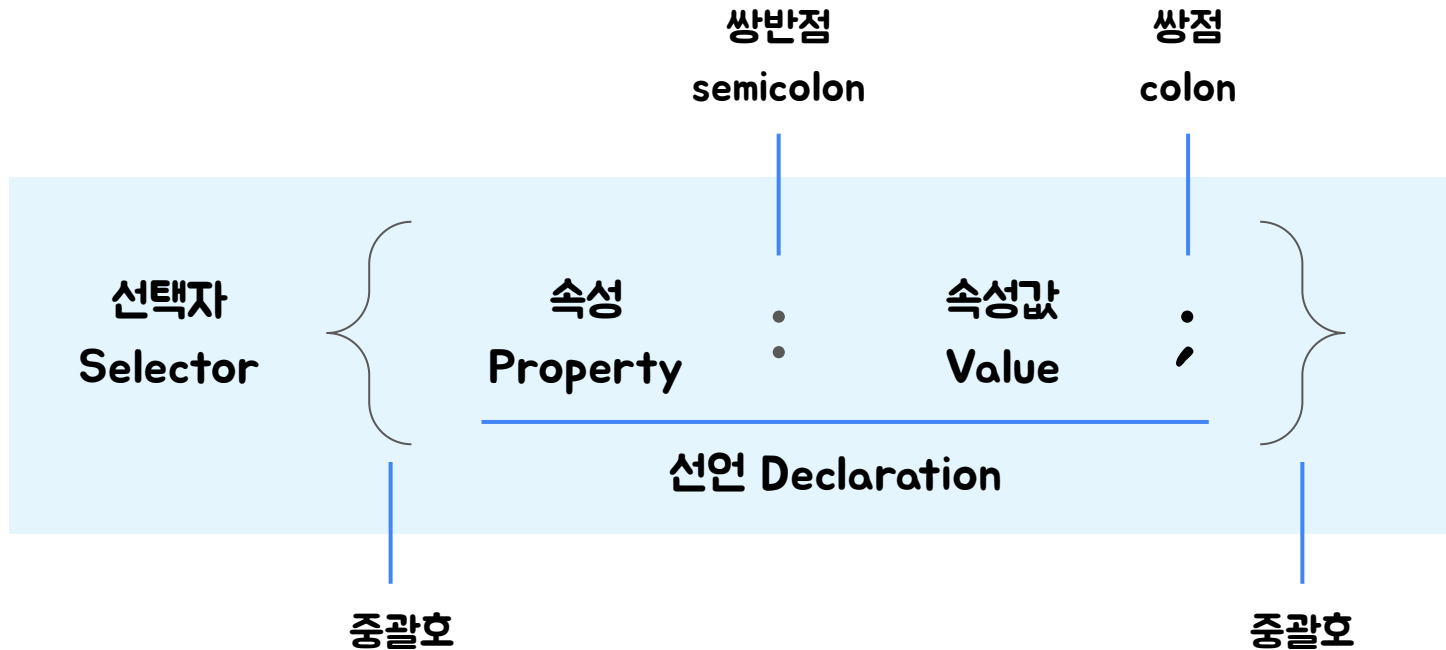 쌍반점
semicolon
쌍점
colon
선택자
Selector
{
속성
Property
:
속성값
Value
;
}
선언 Declaration
중괄호
중괄호